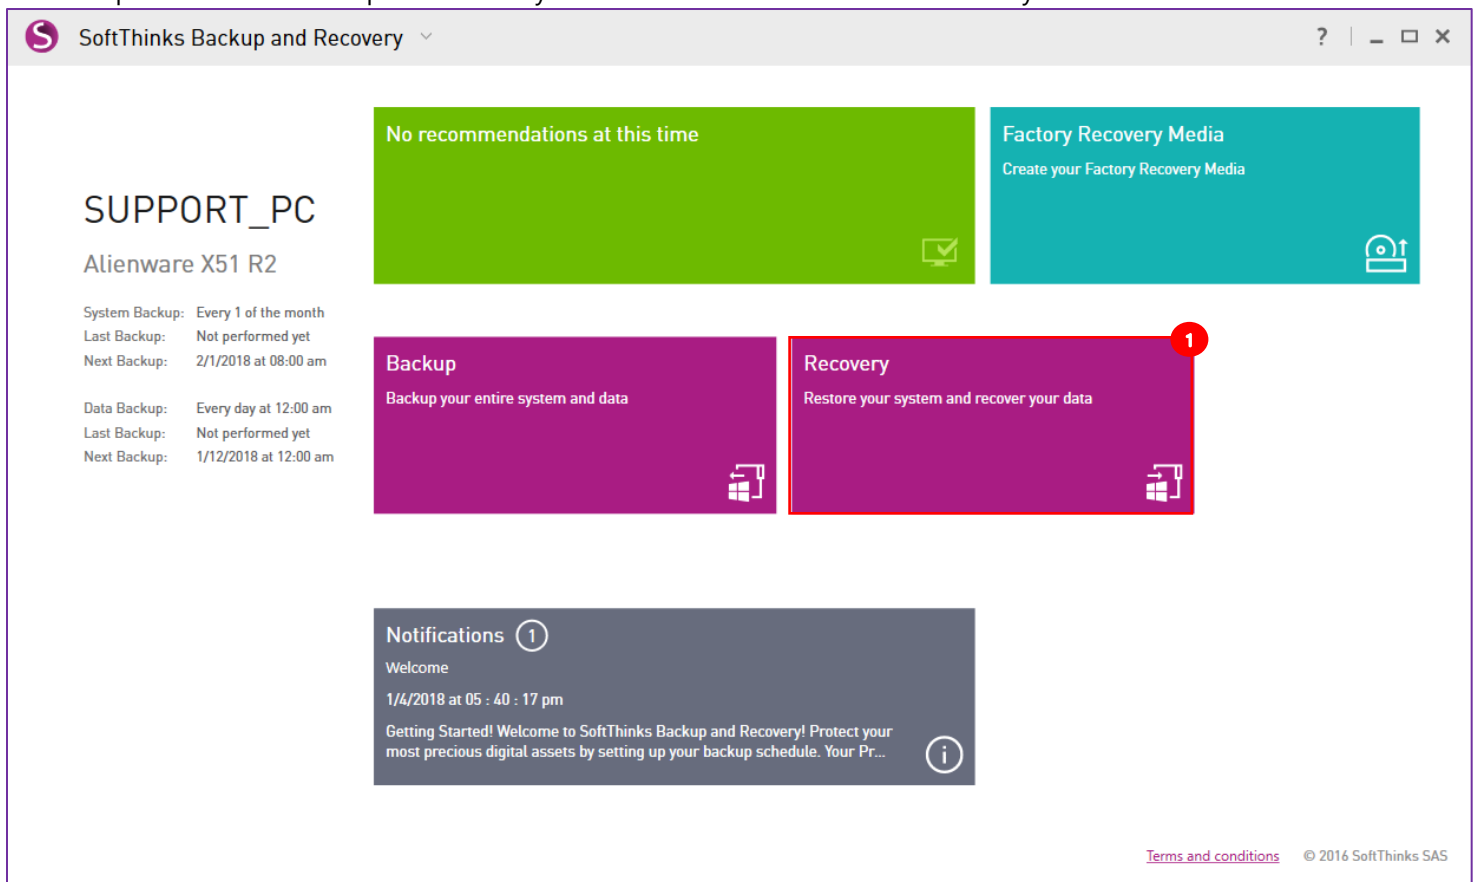 SoftThinks Backup and Recovery
?
SUPPORT_PC
Alienware X51 R2
System Backup: Every 1 of the month
Last Backup: Not performed yet
Next Backup: 2/1/2018 at 08:00 am
Data Backup: Every day at 12:00 am
Last Backup: Not performed yet
Next Backup: 1/12/2018 at 12:00 am
No recommendations at this time
Factory Recovery Media
Create your Factory Recovery Media
Backup
Backup your entire system and data
1
Recovery
Restore your system and recover your data
Notifications 1
Welcome
1/4/2018 at 05 : 40 : 17 pm
Getting Started! Welcome to SoftThinks Backup and Recovery! Protect your
most precious digital assets by setting up your backup schedule. Your Pr...
Terms and conditions © 2016 SoftThinks SAS